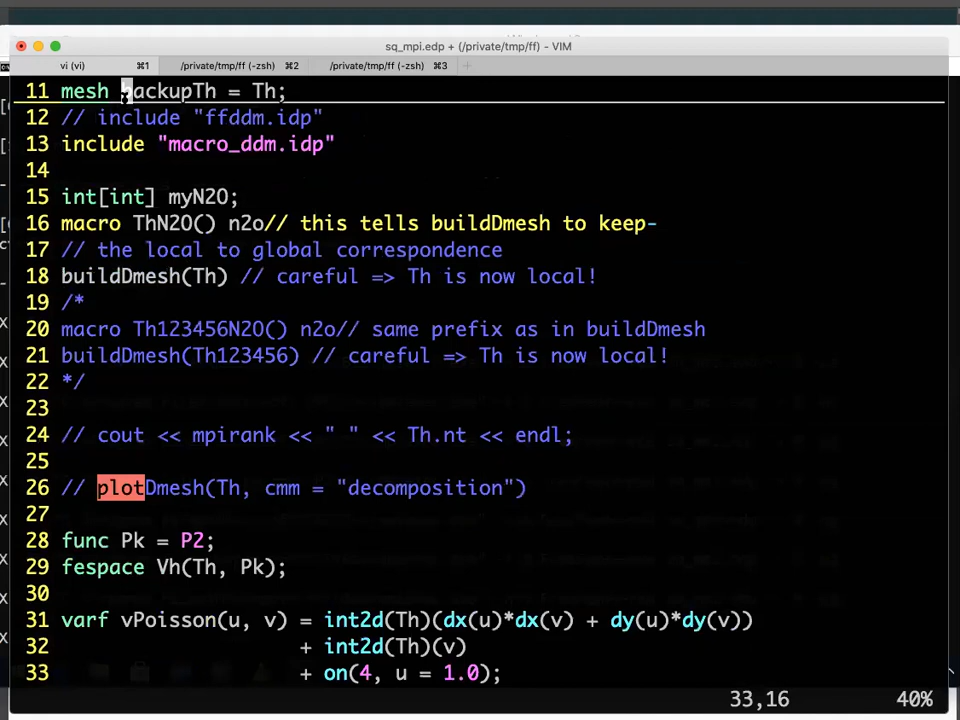 sq_mpi.edp + (/private/tmp/ff) - VIM
vi (vi) ⌘1 /private/tmp/ff (-zsh) ⌘2 /private/tmp/ff (-zsh) ⌘3 +
11 mesh backupTh = Th;
12 // include "ffddm.idp"
13 include "macro_ddm.idp"
14
15 int[int] myN2O;
16 macro ThN2O() n2o// this tells buildDmesh to keep-
17 // the local to global correspondence
18 buildDmesh(Th) // careful => Th is now local!
19 /*
20 macro Th123456N2O() n2o// same prefix as in buildDmesh
21 buildDmesh(Th123456) // careful => Th is now local!
22 */
23
24 // cout << mpirank << " " << Th.nt << endl;
25
26 // plotDmesh(Th, cmm = "decomposition")
27
28 func Pk = P2;
29 fespace Vh(Th, Pk);
30
31 varf vPoisson(u, v) = int2d(Th)(dx(u)*dx(v) + dy(u)*dy(v))
32 + int2d(Th)(v)
33 + on(4, u = 1.0);
33,16 40%